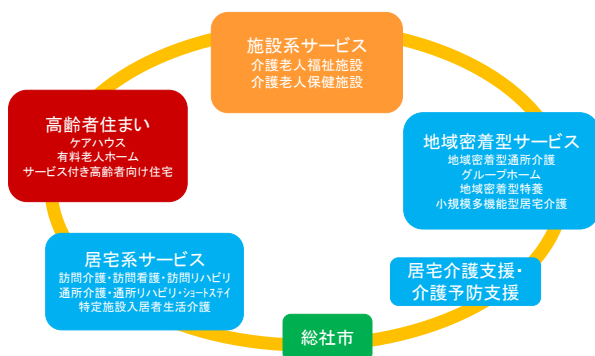 施設系サービス
介護老人福祉施設
介護老人保健施設
高齢者住まい
ケアハウス
有料老人ホーム
サービス付き高齢者向け住宅
地域密着型サービス
地域密着型通所介護
グループホーム
地域密着型特養
小規模多機能型居宅介護
居宅系サービス
訪問介護・訪問看護・訪問リハビリ
通所介護・通所リハビリ・ショートステイ
特定施設入居者生活介護
居宅介護支援・
介護予防支援
総社市